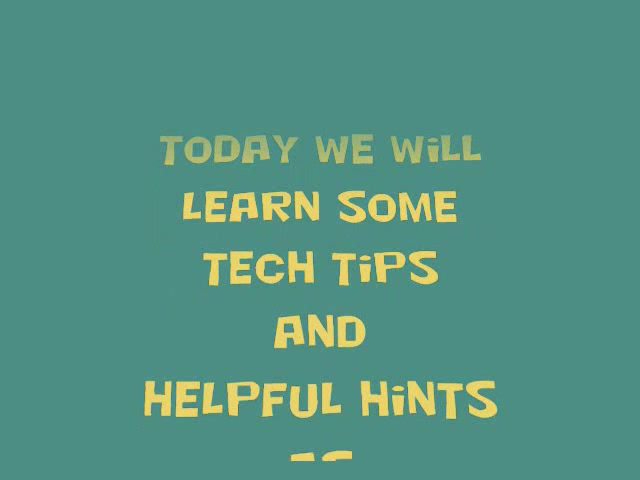 TODAY WE WiLL
LEARN SOME
TECH TiPS
AND
HELPFUL HiNTS